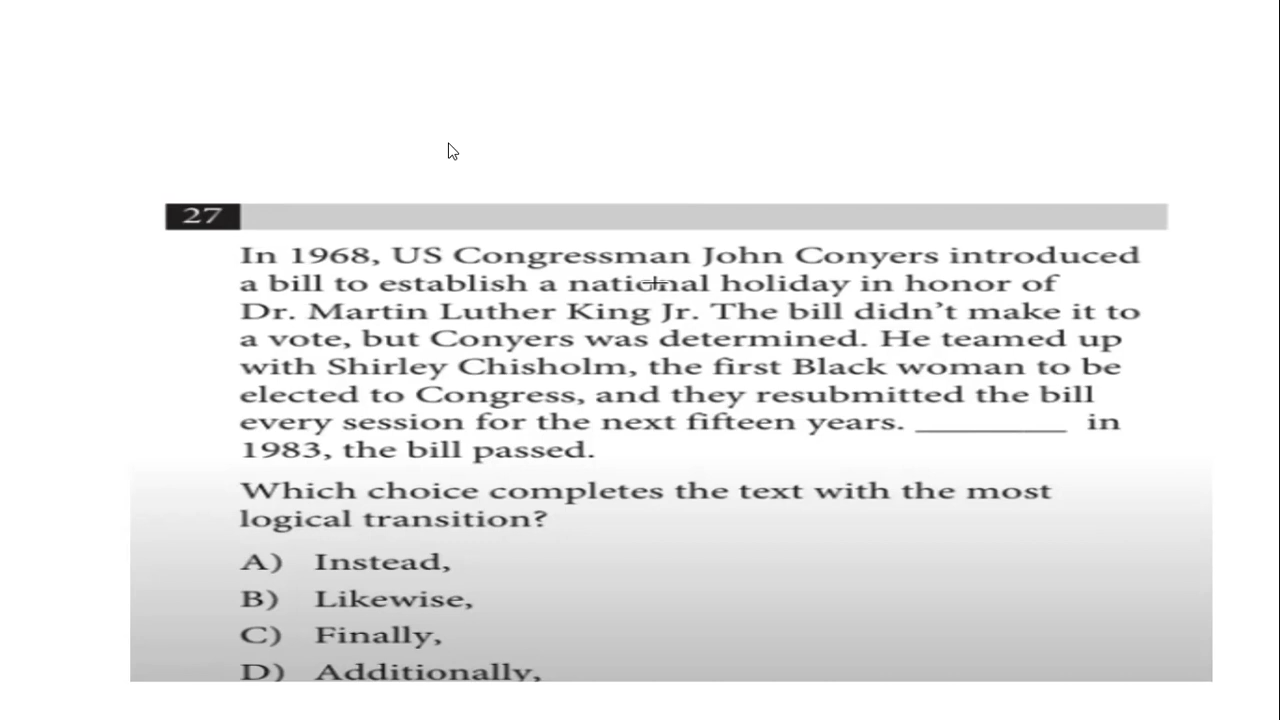 27
In 1968, US Congressman John Conyers introduced
a bill to establish a national holiday in honor of
Dr. Martin Luther King Jr. The bill didn’t make it to
a vote, but Conyers was determined. He teamed up
with Shirley Chisholm, the first Black woman to be
elected to Congress, and they resubmitted the bill
every session for the next fifteen years. ________ in
1983, the bill passed.
Which choice completes the text with the most
logical transition?
A) Instead,
B) Likewise,
C) Finally,
D) Additionally,